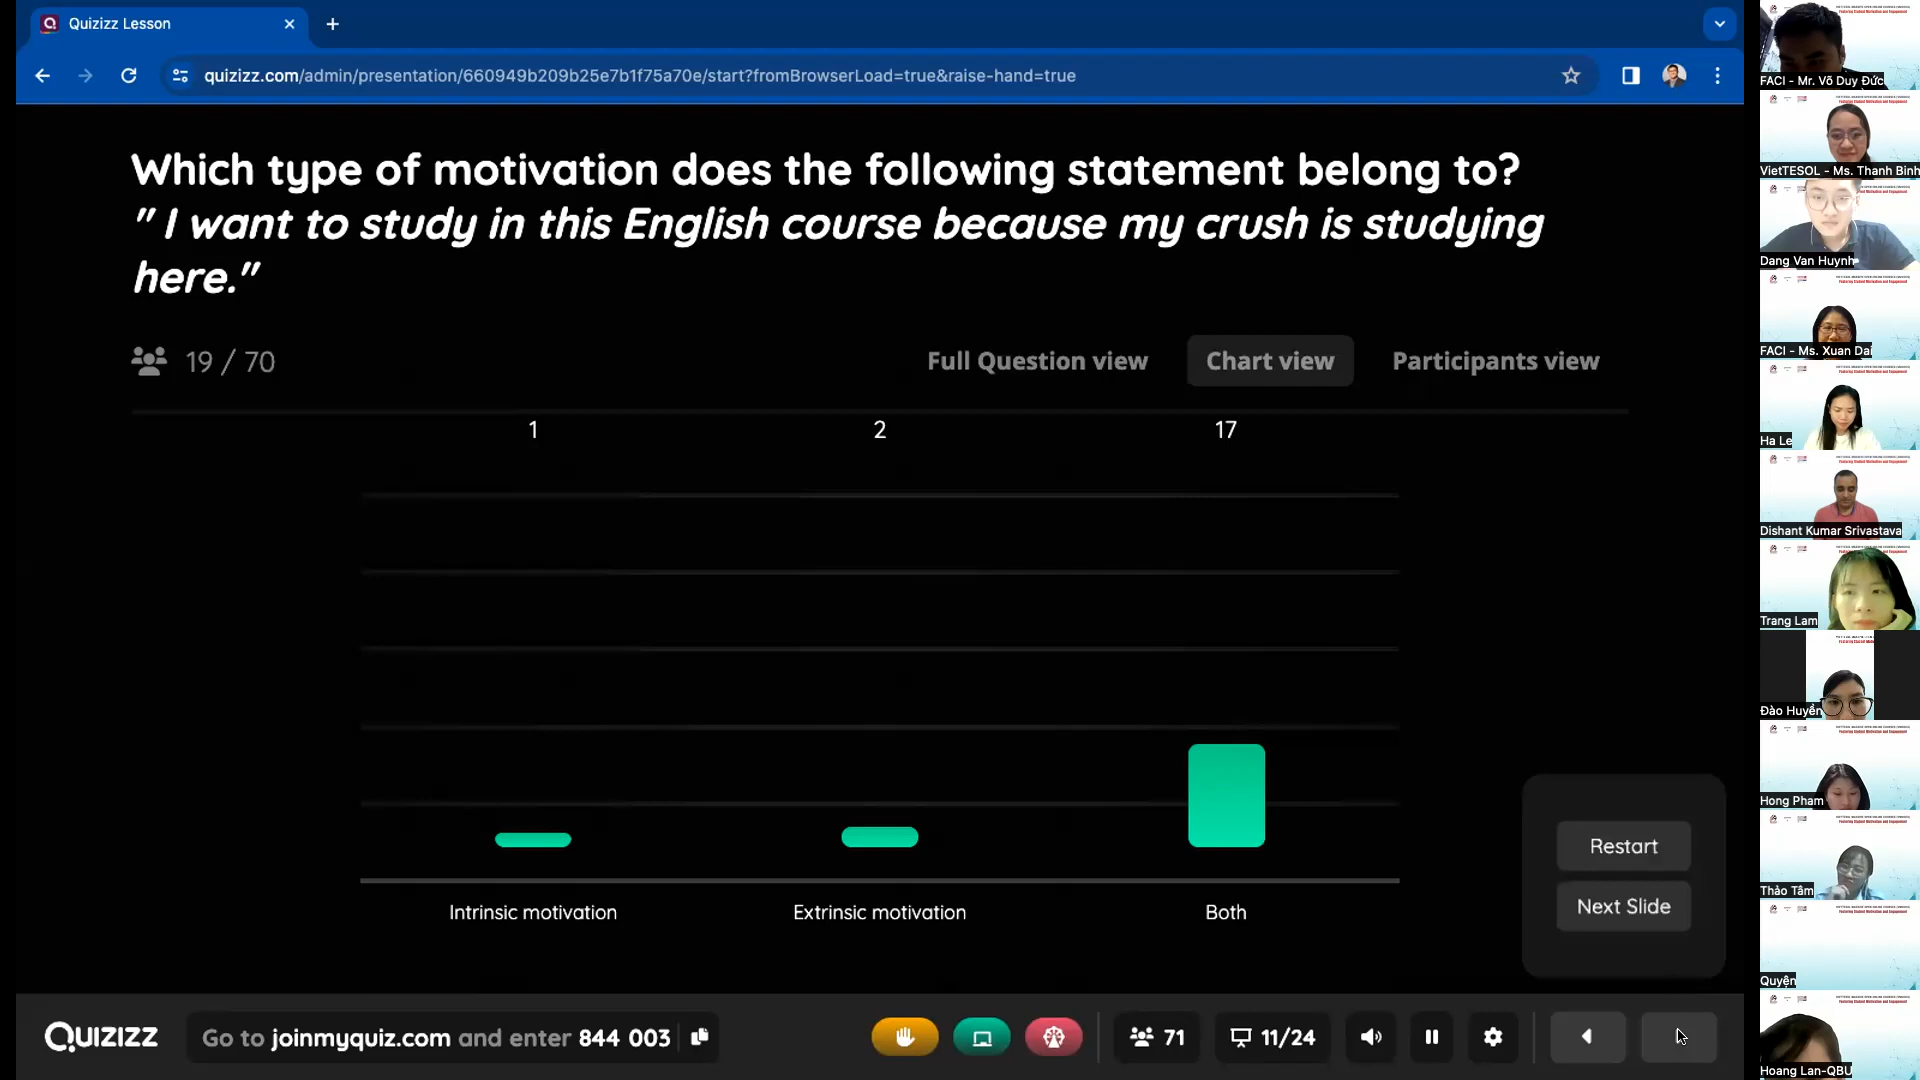 Quizizz Lesson
quizizz.com/admin/presentation/660949b209b25e7b1f75a70e/start?fromBrowserLoad=true&raise-hand=true
Which type of motivation does the following statement belong to?
" I want to study in this English course because my crush is studying
here."
19 / 70
Full Question view
Chart view
Participants view
1
2
17
Intrinsic motivation
Extrinsic motivation
Both
Restart
Next Slide
QUIZIZZ
Go to joinmyquiz.com and enter 844 003
71
11/24
FACI - Mr. Võ Duy Đức
VietTESOL - Ms. Thanh Binh
Dang Van Huynh
FACI - Ms. Xuan Dai
Ha Le
Dishant Kumar Srivastava
Trang Lam
Đào Huyền
Hong Pham
Thảo Tâm
Quyện
Hoang Lan-QBU